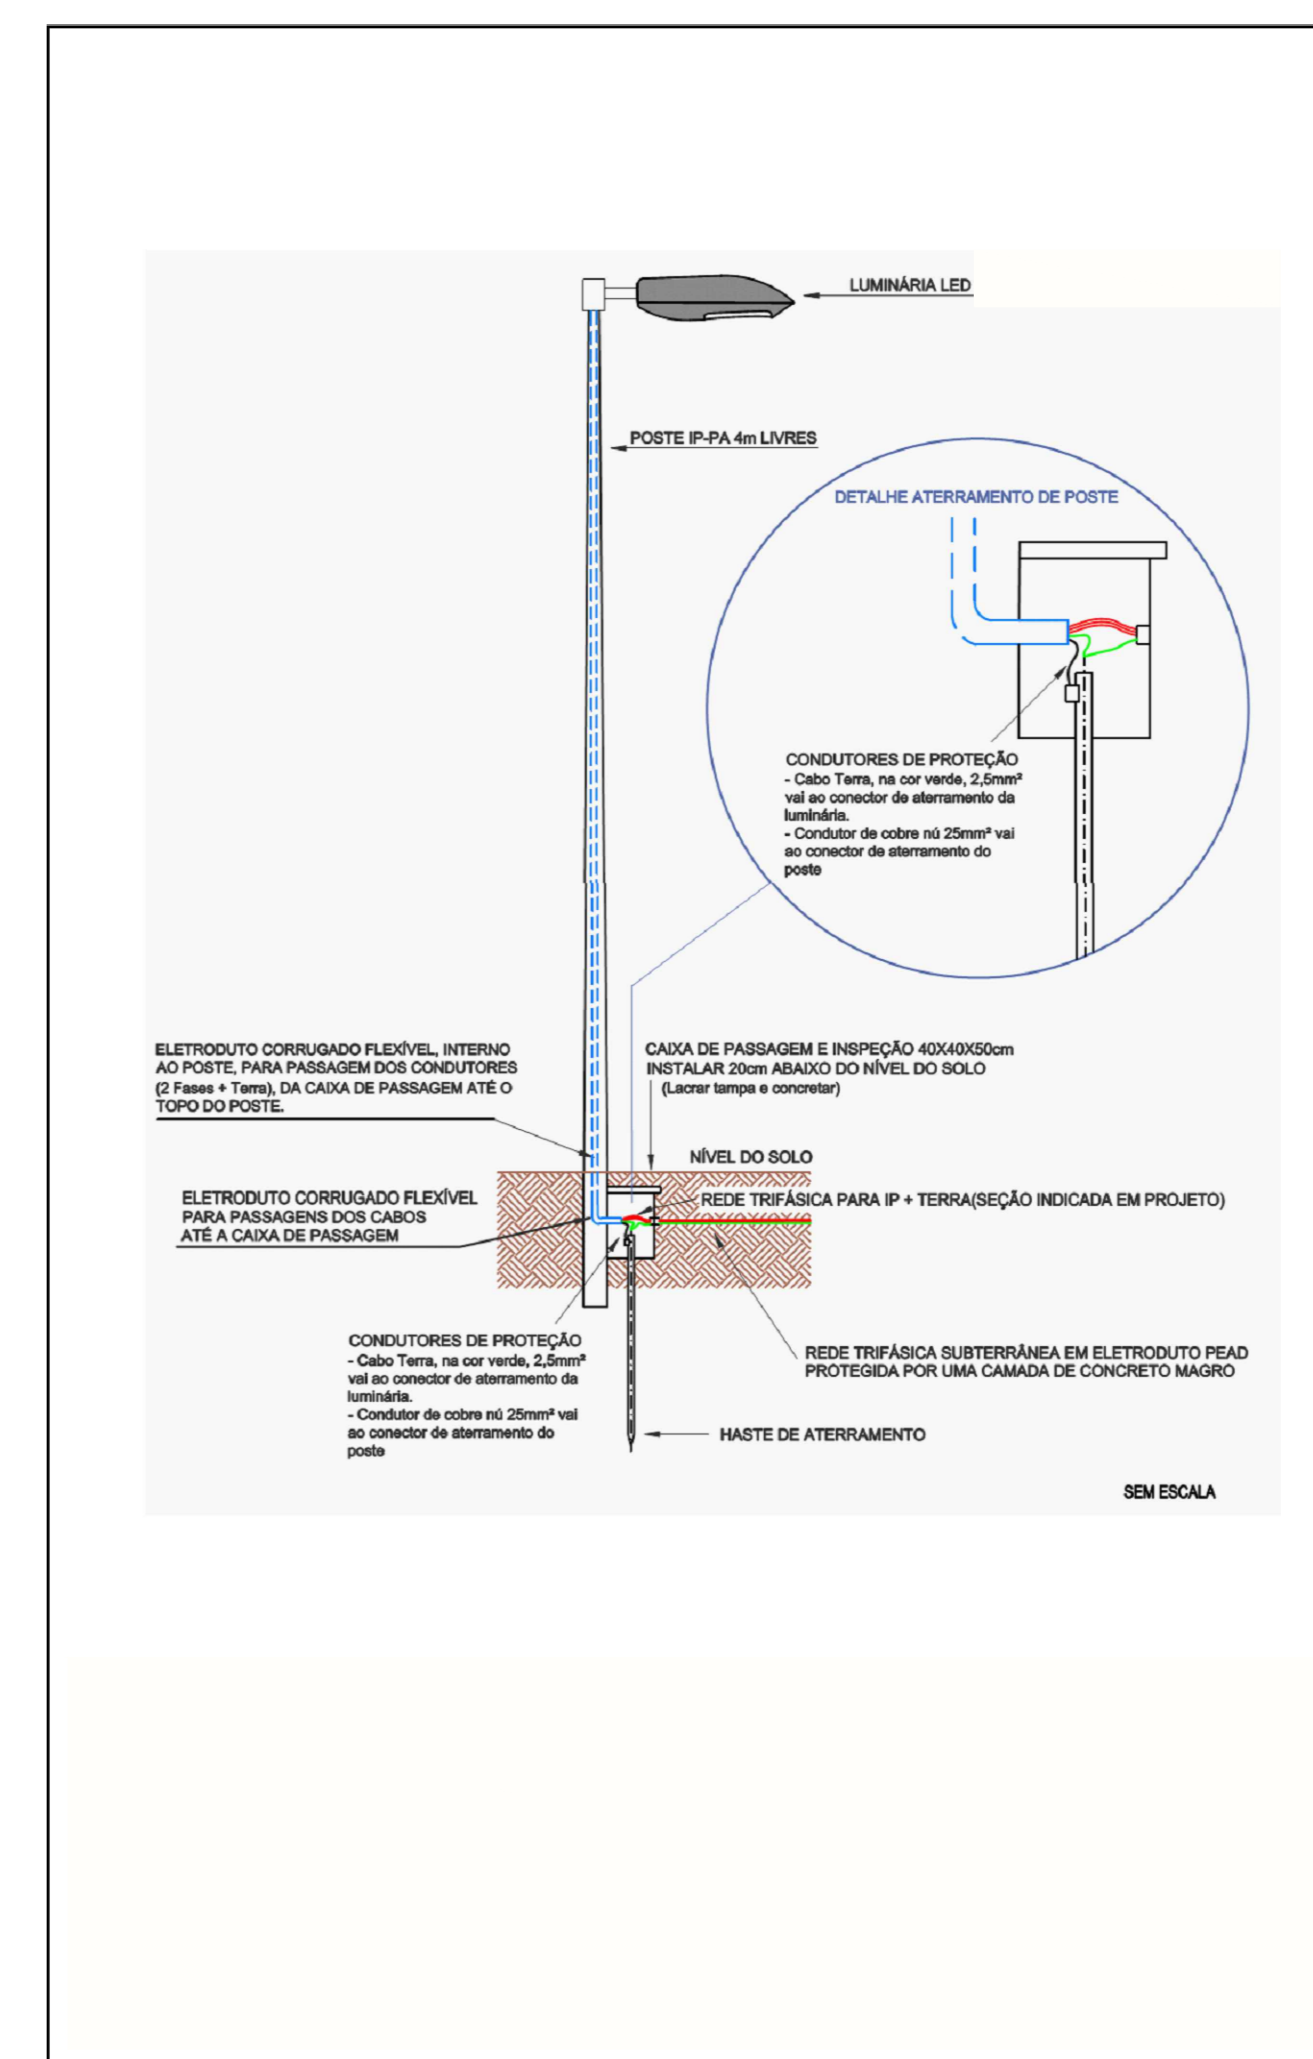 LUMINÁRIA LED
POSTE IP-PA 4m LIVRES
DETALHE ATERRAMENTO DE POSTE
CONDUTORES DE PROTEÇÃO
- Cabo Terra, na cor verde, 2,5mm²
vai ao conector de aterramento da
luminária.
- Condutor de cobre nú 25mm² vai
ao conector de aterramento do
poste
ELETRODUTO CORRUGADO FLEXÍVEL, INTERNO
AO POSTE, PARA PASSAGEM DOS CONDUTORES
(2 Fases + Terra), DA CAIXA DE PASSAGEM ATÉ O
TOPO DO POSTE.
CAIXA DE PASSAGEM E INSPEÇÃO 40X40X50cm
INSTALAR 20cm ABAIXO DO NÍVEL DO SOLO
(Lacrar tampa e concretar)
NÍVEL DO SOLO
ELETRODUTO CORRUGADO FLEXÍVEL
PARA PASSAGENS DOS CABOS
ATÉ A CAIXA DE PASSAGEM
REDE TRIFÁSICA PARA IP + TERRA(SEÇÃO INDICADA EM PROJETO)
CONDUTORES DE PROTEÇÃO
- Cabo Terra, na cor verde, 2,5mm²
vai ao conector de aterramento da
luminária.
- Condutor de cobre nú 25mm² vai
ao conector de aterramento do
poste
REDE TRIFÁSICA SUBTERRÂNEA EM ELETRODUTO PEAD
PROTEGIDA POR UMA CAMADA DE CONCRETO MAGRO
HASTE DE ATERRAMENTO
SEM ESCALA